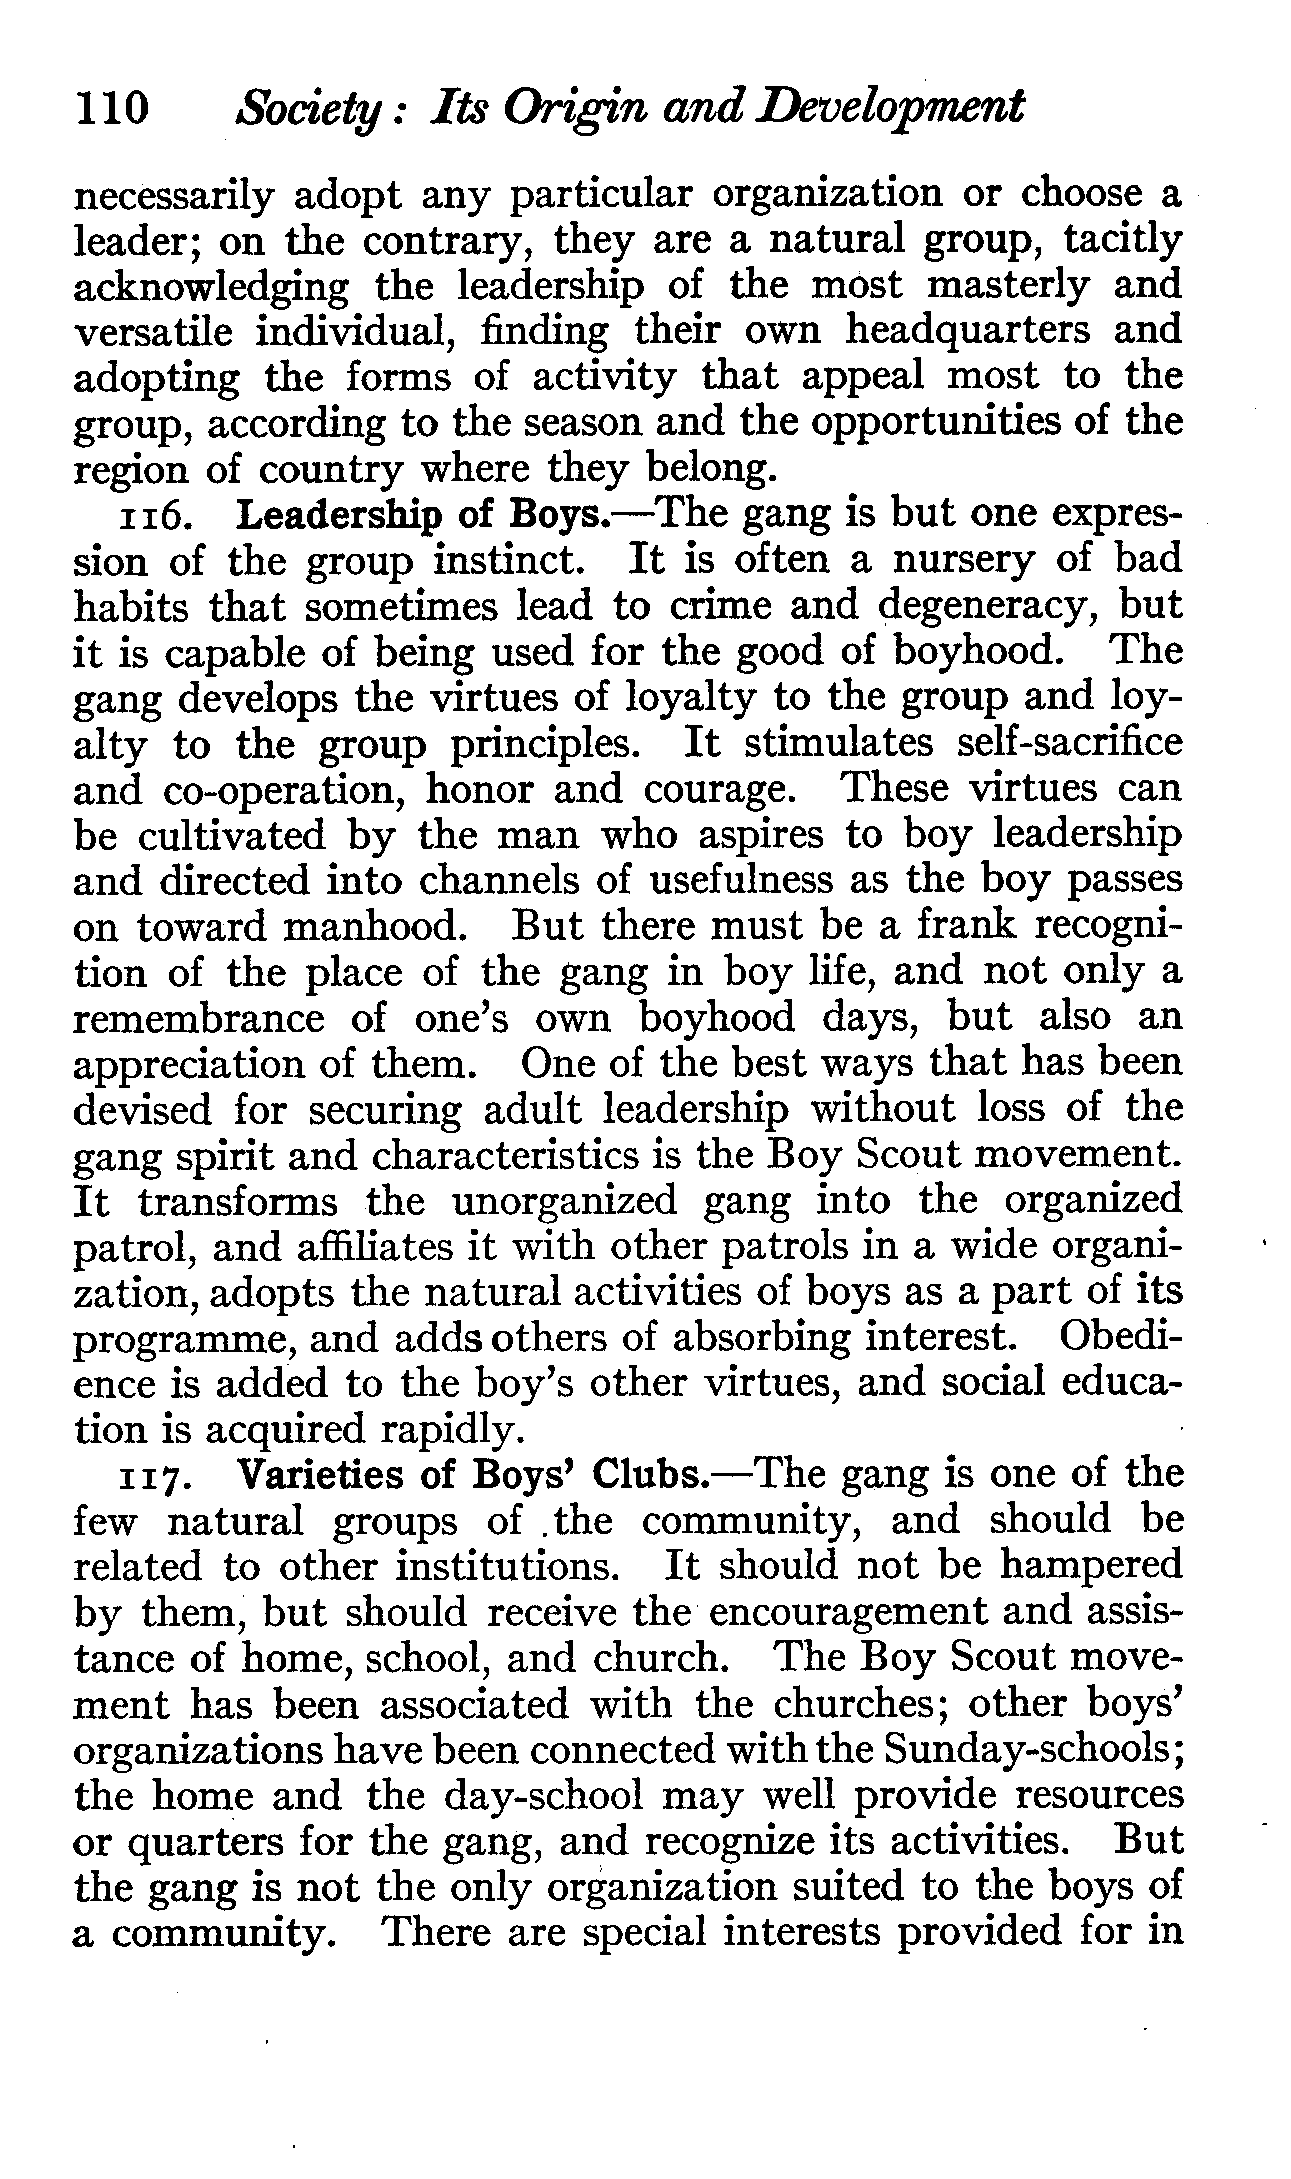 110 Society: Its Origin and Development
necessarily adopt any particular organization or choose a
leader; on the contrary, they are a natural group, tacitly
acknowledging the leadership of the most masterly and
versatile individual, finding their own headquarters and
adopting the forms of activity that appeal most to the
group, according to the season and the opportunities of the
region of country where they belong.
116. Leadership of Boys.—The gang is but one expres-
sion of the group instinct. It is often a nursery of bad
habits that sometimes lead to crime and degeneracy, but
it is capable of being used for the good of boyhood. The
gang develops the virtues of loyalty to the group and loy-
alty to the group principles. It stimulates self-sacrifice
and co-operation, honor and courage. These virtues can
be cultivated by the man who aspires to boy leadership
and directed into channels of usefulness as the boy passes
on toward manhood. But there must be a frank recogni-
tion of the place of the gang in boy life, and not only a
remembrance of one's own boyhood days, but also an
appreciation of them. One of the best ways that has been
devised for securing adult leadership without loss of the
gang spirit and characteristics is the Boy Scout movement.
It transforms the unorganized gang into the organized
patrol, and affiliates it with other patrols in a wide organi-
zation, adopts the natural activities of boys as a part of its
programme, and adds others of absorbing interest. Obedi-
ence is added to the boy's other virtues, and social educa-
tion is acquired rapidly.
117. Varieties of Boys' Clubs.—The gang is one of the
few natural groups of the community, and should be
related to other institutions. It should not be hampered
by them, but should receive the encouragement and assis-
tance of home, school, and church. The Boy Scout move-
ment has been associated with the churches; other boys'
organizations have been connected with the Sunday-schools;
the home and the day-school may well provide resources
or quarters for the gang, and recognize its activities. But
the gang is not the only organization suited to the boys of
a community. There are special interests provided for in